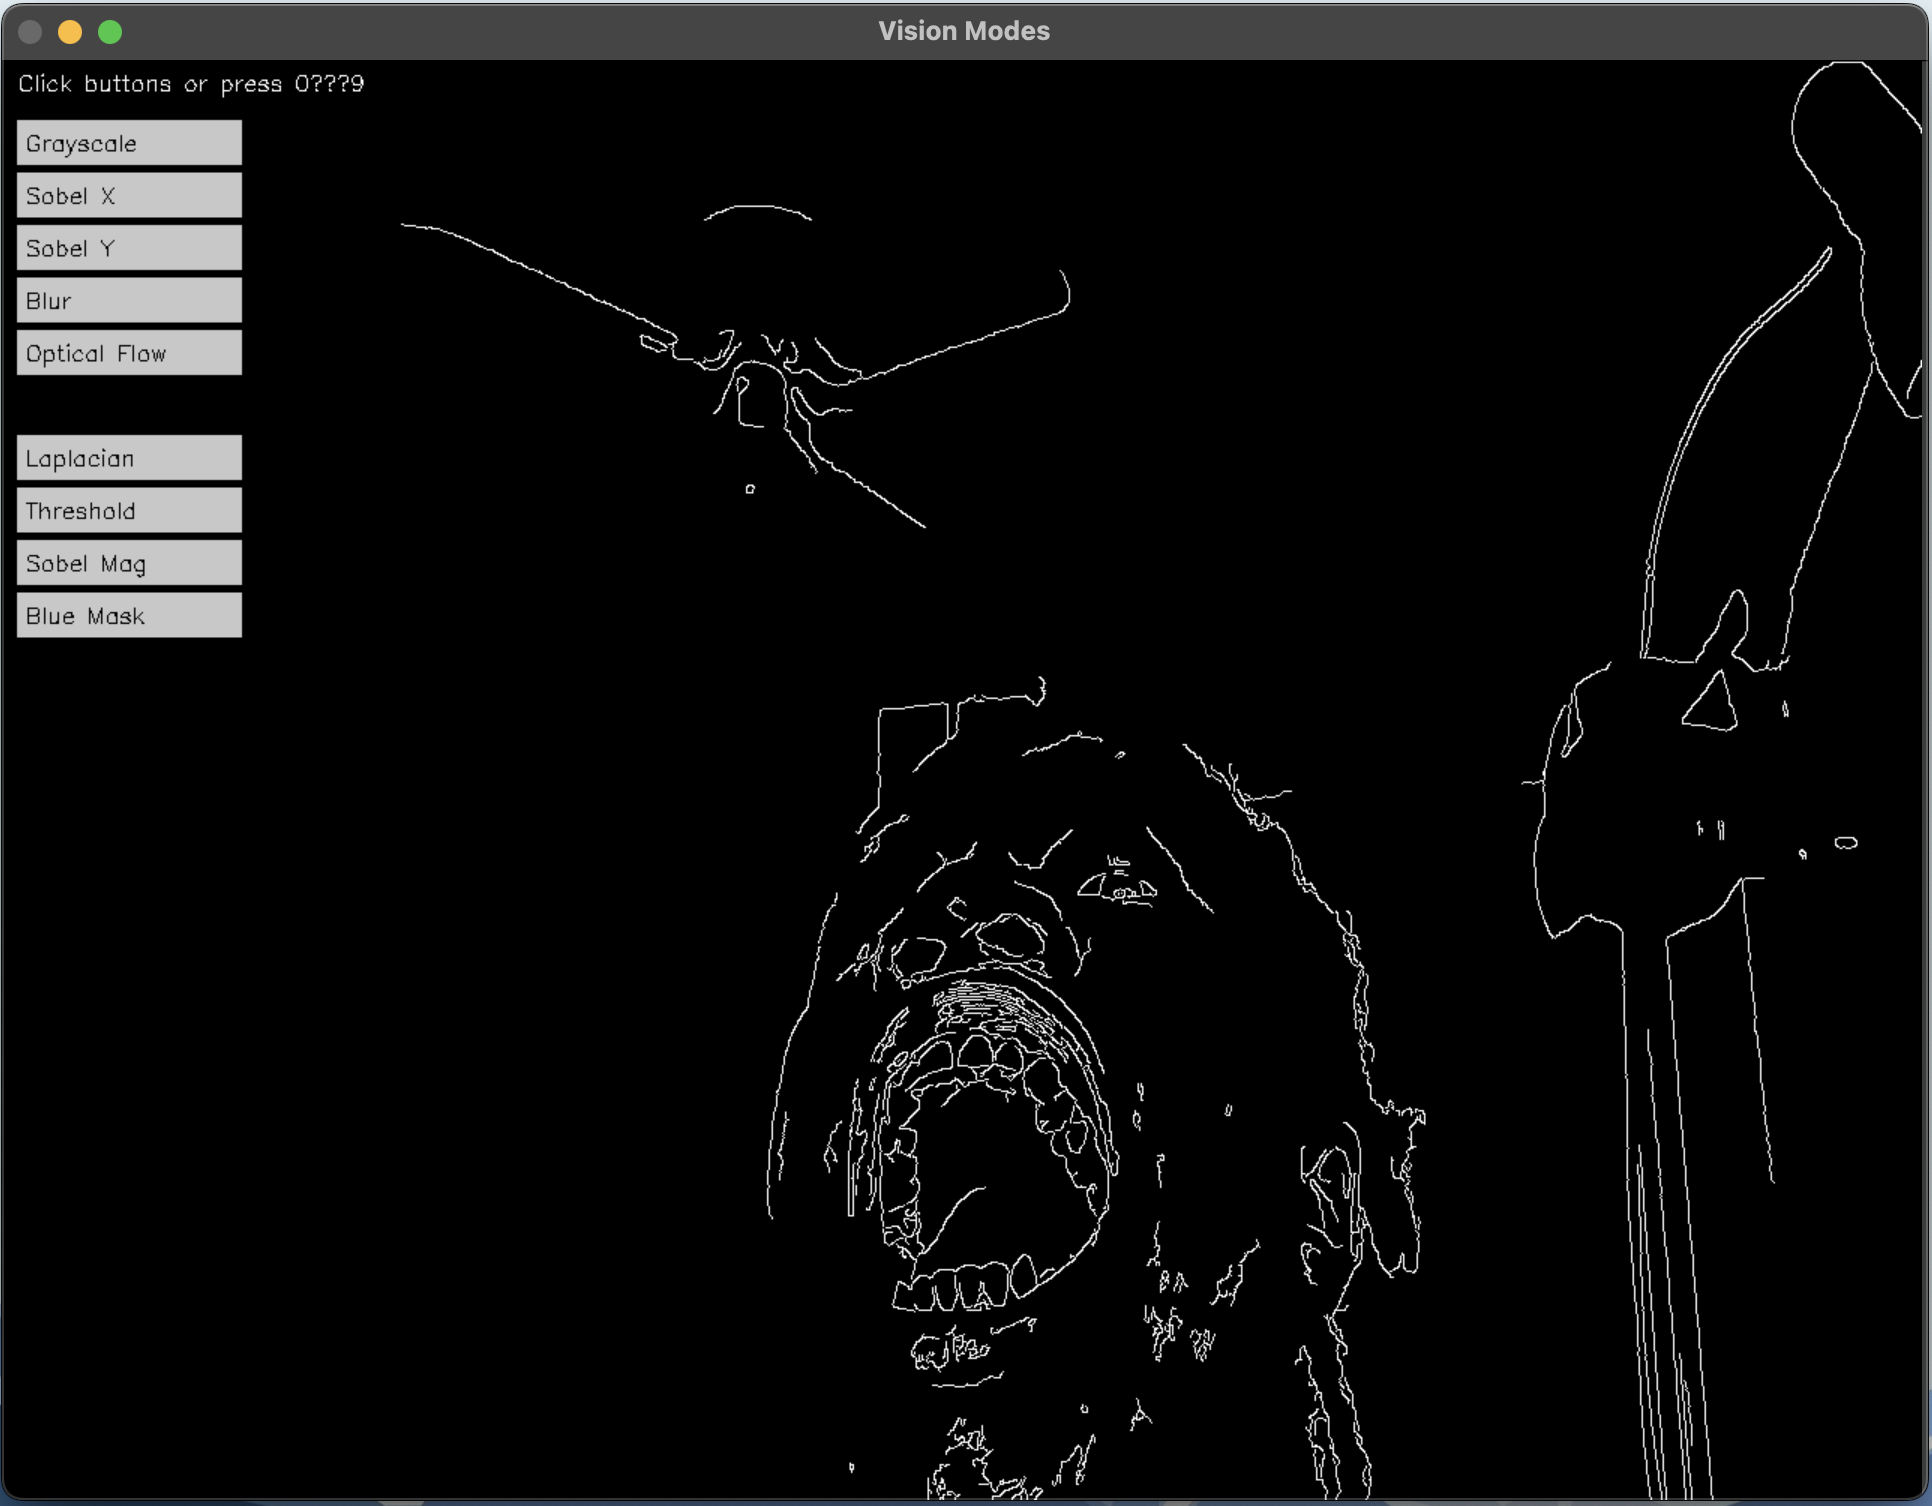 Vision Modes
Click buttons or press 0???9
Grayscale
Sobel X
Sobel Y
Blur
Optical Flow
Laplacian
Threshold
Sobel Mag
Blue Mask